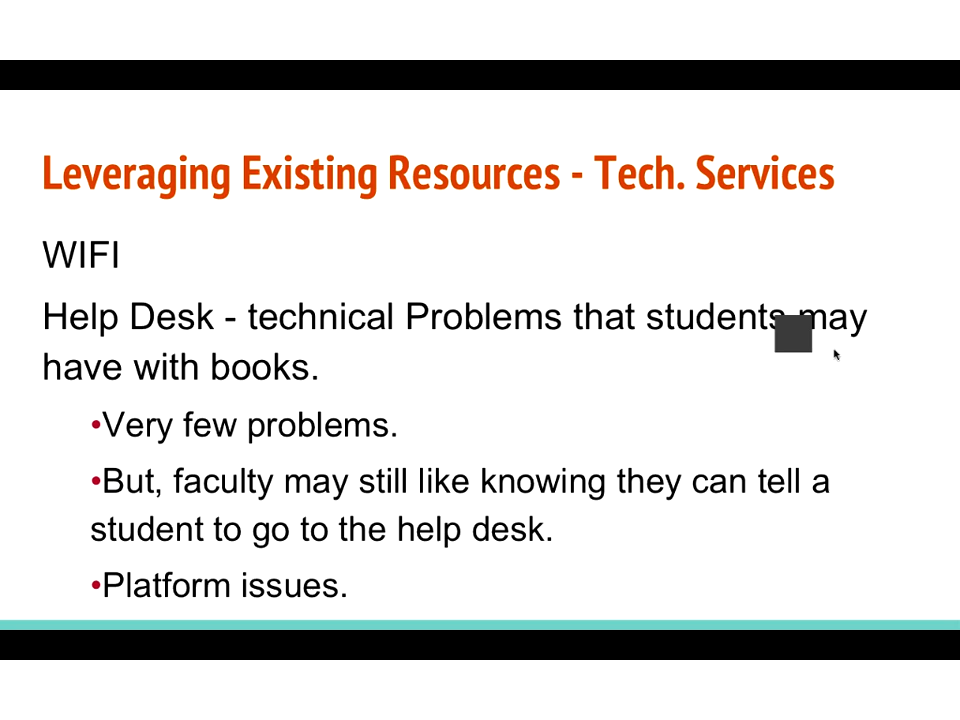 Leveraging Existing Resources - Tech. Services
WIFI
Help Desk - technical Problems that students may
have with books.
•Very few problems.
•But, faculty may still like knowing they can tell a
student to go to the help desk.
•Platform issues.